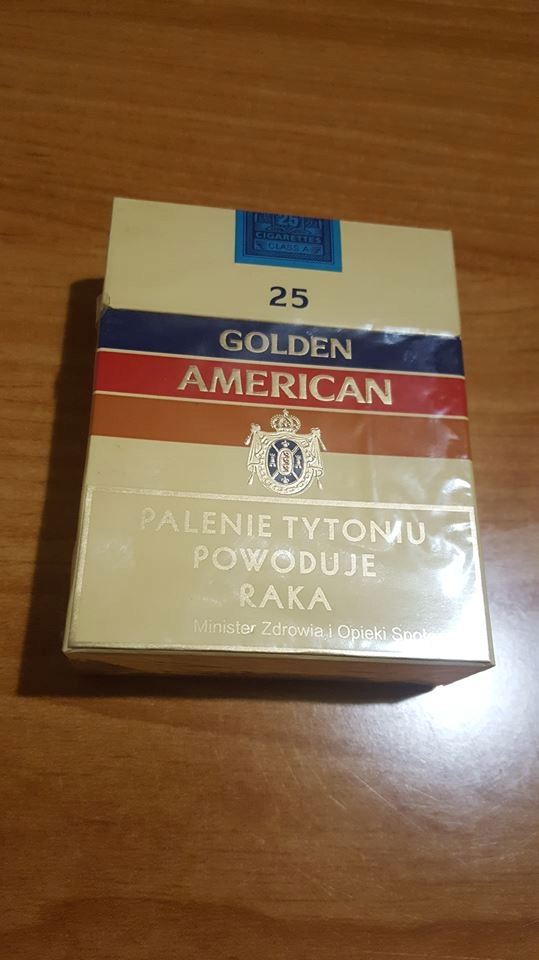 25
CIGARETTES
CLASS A
25
GOLDEN
AMERICAN
PALENIE TYTONIU
POWODUJE
RAKA
Minister Zdrowia i Opieki